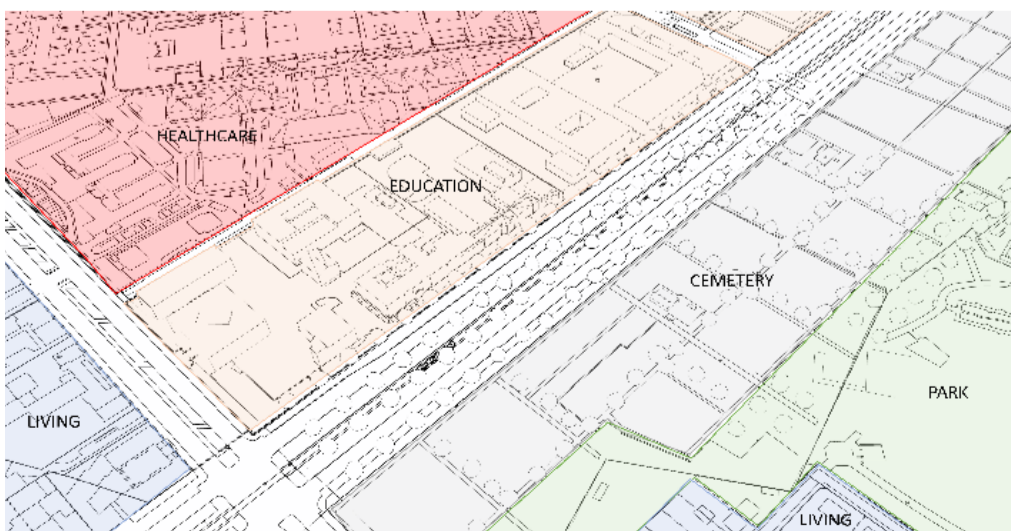 HEALTHCARE
EDUCATION
CEMETERY
PARK
LIVING
LIVING